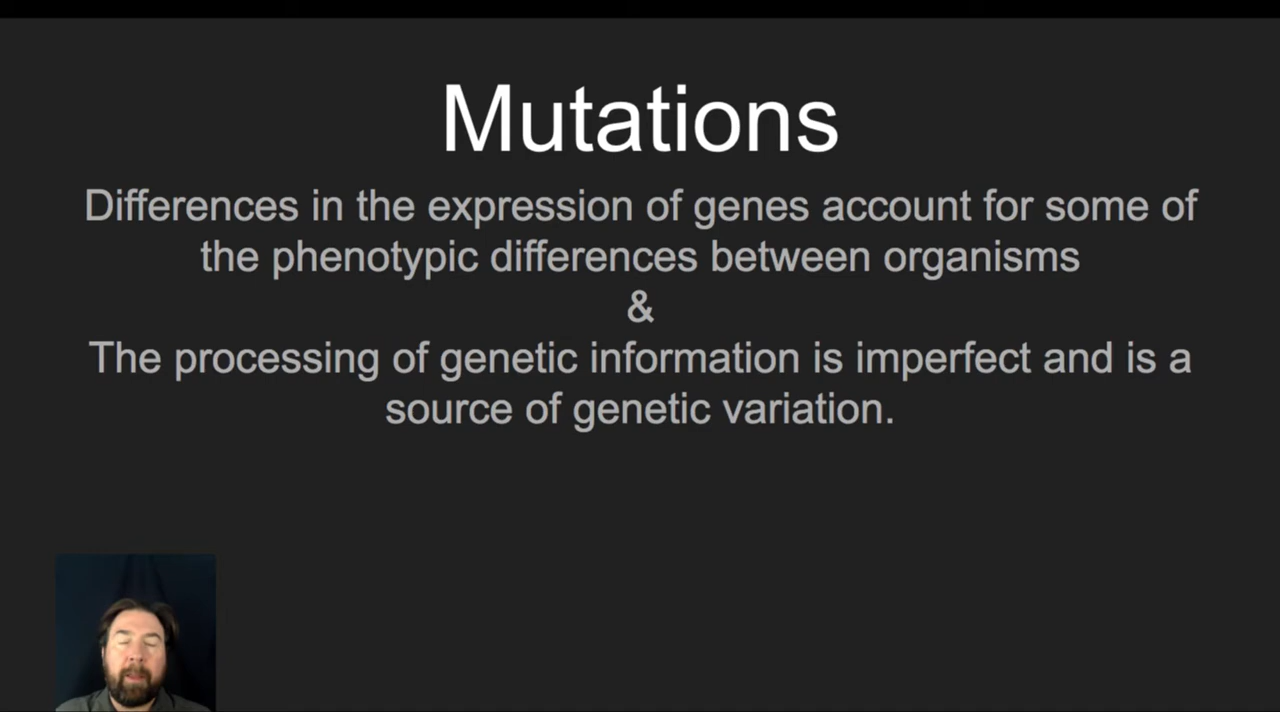 Mutations
Differences in the expression of genes account for some of
the phenotypic differences between organisms
&
The processing of genetic information is imperfect and is a
source of genetic variation.